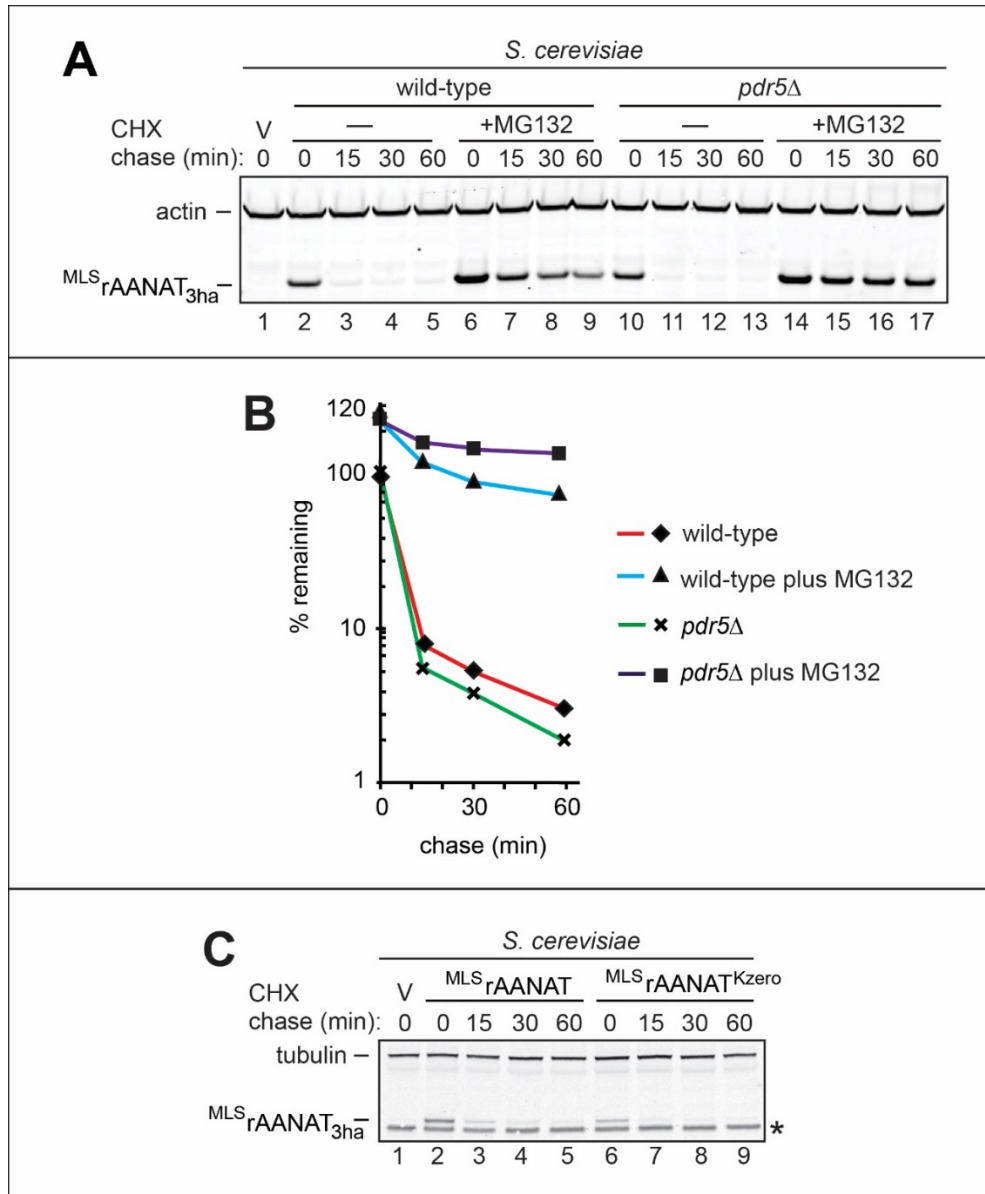 A
S. cerevisiae
wild-type pdr5Δ
CHX V — +MG132 — +MG132
chase (min): 0 0 15 30 60 0 15 30 60 0 15 30 60 0 15 30 60
actin –
MLSrAANAT3ha–
1 2 3 4 5 6 7 8 9 10 11 12 13 14 15 16 17
B
120
100
10
1
% remaining
0 30 60
chase (min)
wild-type
wild-type plus MG132
pdr5Δ
pdr5Δ plus MG132
C
S. cerevisiae
CHX V MLSrAANAT MLSrAANATKzero
chase (min): 0 0 15 30 60 0 15 30 60
tubulin –
MLSrAANAT3ha–
*
1 2 3 4 5 6 7 8 9